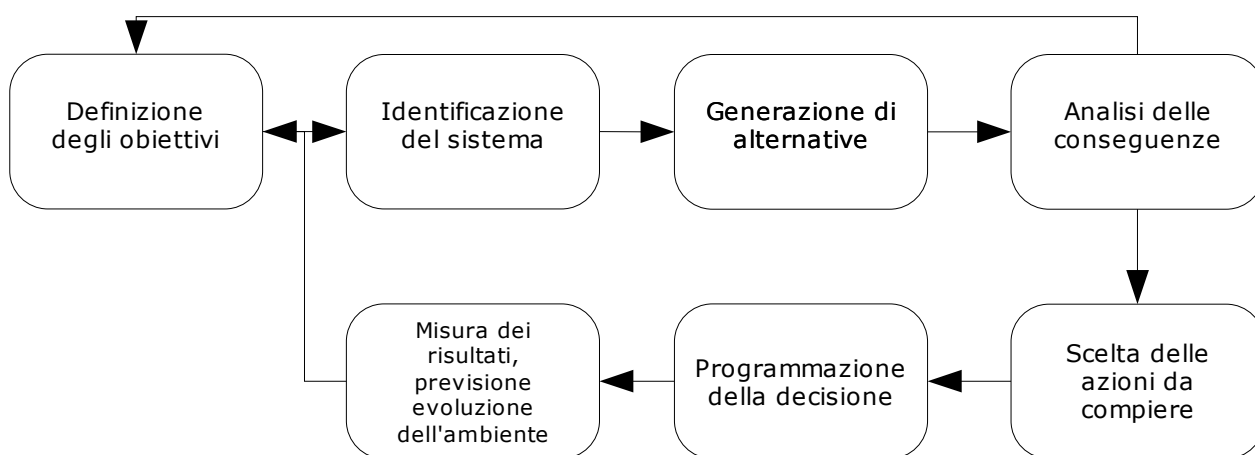 Definizione
degli obiettivi
Identificazione
del sistema
Generazione di
alternative
Analisi delle
conseguenze
Scelta delle
azioni da
compiere
Programmazione
della decisione
Misura dei
risultati,
previsione
evoluzione
dell'ambiente